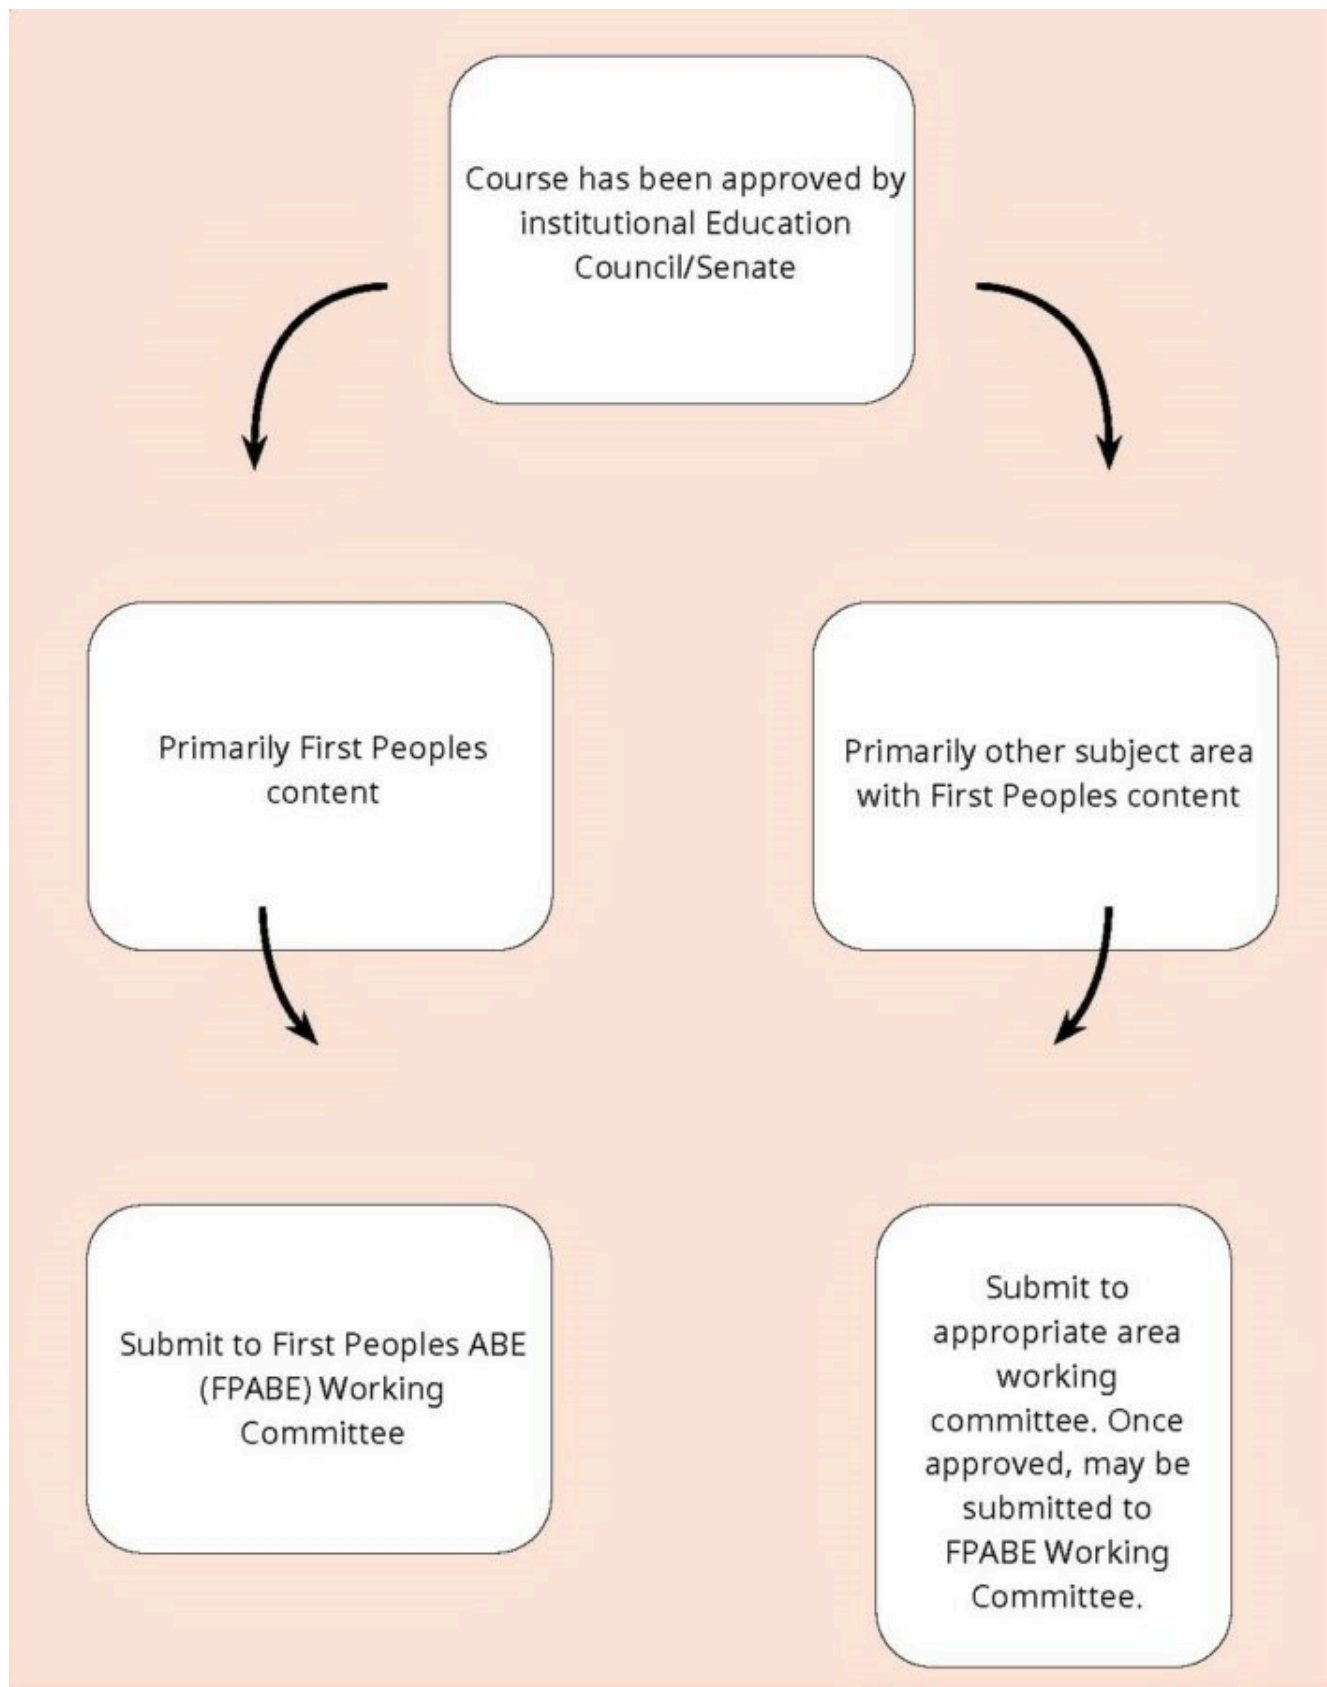 Course has been approved by
institutional Education
Council/Senate
Primarily First Peoples
content
Primarily other subject area
with First Peoples content
Submit to First Peoples ABE
(FPABE) Working
Committee
Submit to
appropriate area
working
committee. Once
approved, may be
submitted to
FPABE Working
Committee.